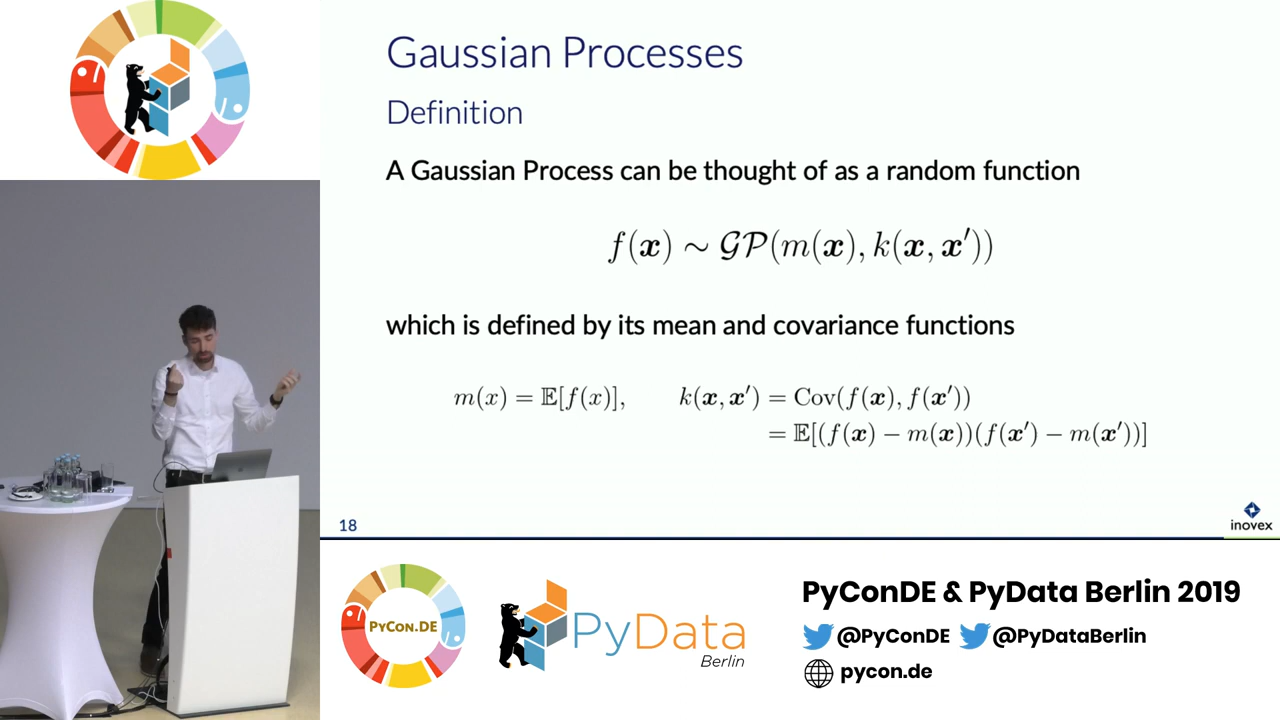 Gaussian Processes
Definition
A Gaussian Process can be thought of as a random function
f(x) ∼ 𝒢𝒫(m(x), k(x, x′))
which is defined by its mean and covariance functions
m(x) = 𝔼[f(x)], k(x, x′) = Cov(f(x), f(x′))
= 𝔼[(f(x) − m(x))(f(x′) − m(x′))]
18
inovex
PyCon.DE
PyData
Berlin
PyConDE & PyData Berlin 2019
@PyConDE @PyDataBerlin
pycon.de